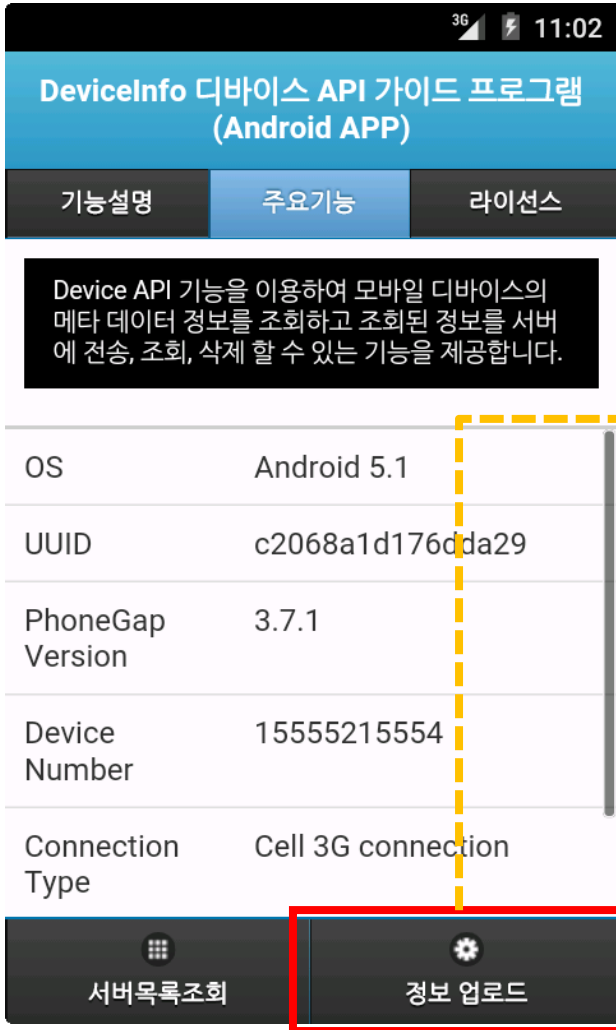 3G 11:02
DeviceInfo 디바이스 API 가이드 프로그램
(Android APP)
기능설명 주요기능 라이선스
Device API 기능을 이용하여 모바일 디바이스의
메타 데이터 정보를 조회하고 조회된 정보를 서버
에 전송, 조회, 삭제 할 수 있는 기능을 제공합니다.
OS Android 5.1
UUID c2068a1d176dda29
PhoneGap 3.7.1
Version
Device 15555215554
Number
Connection Cell 3G connection
Type
서버목록조회 정보 업로드